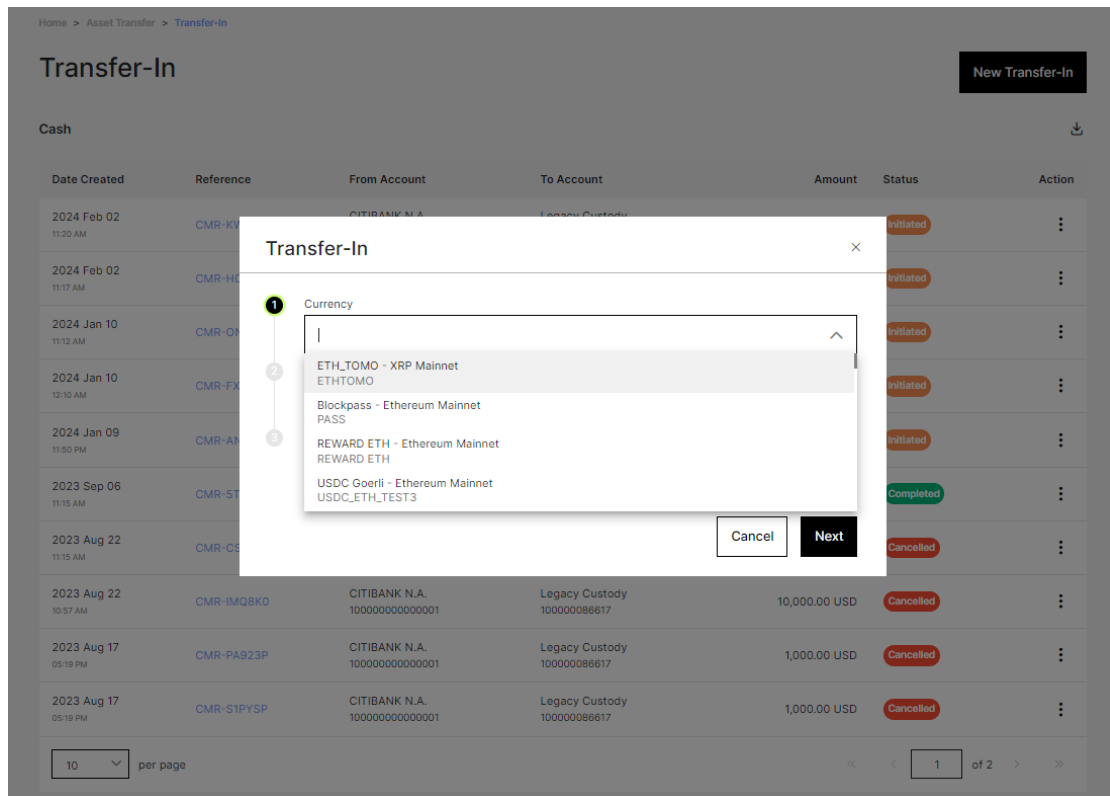 Home > Asset Transfer > Transfer-In
Transfer-In
New Transfer-In
Cash
Date Created Reference From Account To Account Amount Status Action
2024 Feb 02
11:20 AM
CITIBANK N.A.
Legacy Custody
Initiated
2024 Feb 02
11:17 AM
Initiated
2024 Jan 10
11:12 AM
Initiated
2024 Jan 10
12:10 AM
Initiated
2024 Jan 09
11:50 PM
Initiated
2023 Sep 06
11:15 AM
Completed
2023 Aug 22
11:15 AM
Cancelled
Transfer-In
1
Currency
2
3
ETH_TOMO - XRP Mainnet
ETHTOMO
Blockpass - Ethereum Mainnet
PASS
REWARD ETH - Ethereum Mainnet
REWARD ETH
USDC Goerli - Ethereum Mainnet
USDC_ETH_TEST3
Cancel
Next
2023 Aug 22
10:57 AM
CMR-IMQ8K0
CITIBANK N.A.
100000000000001
Legacy Custody
100000086617
10,000.00 USD
Cancelled
2023 Aug 17
05:19 PM
CMR-PA923P
CITIBANK N.A.
100000000000001
Legacy Custody
100000086617
1,000.00 USD
Cancelled
2023 Aug 17
05:19 PM
CMR-S1PYSP
CITIBANK N.A.
100000000000001
Legacy Custody
100000086617
1,000.00 USD
Cancelled
10 per page
1 of 2